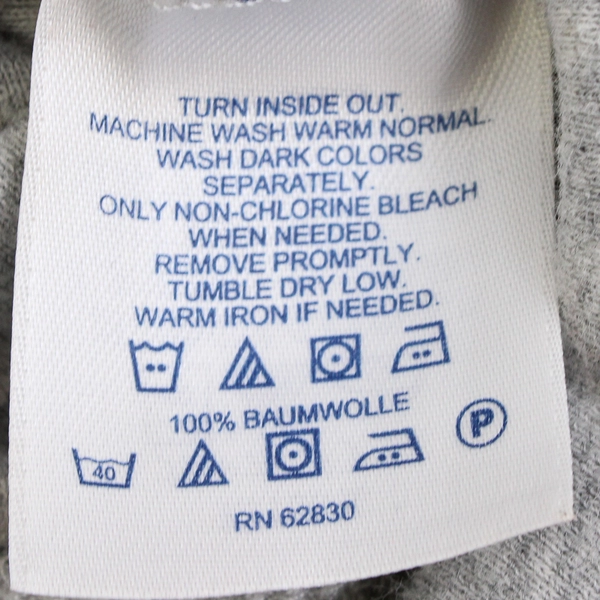 TURN INSIDE OUT.
MACHINE WASH WARM NORMAL.
WASH DARK COLORS
SEPARATELY.
ONLY NON-CHLORINE BLEACH
WHEN NEEDED.
REMOVE PROMPTLY.
TUMBLE DRY LOW.
WARM IRON IF NEEDED.
100% BAUMWOLLE
40 P
RN 62830